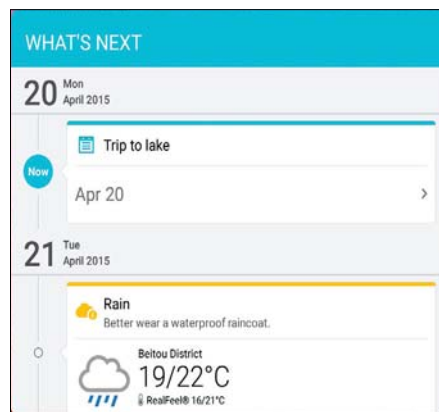 WHAT'S NEXT
20 Mon
April 2015
Trip to lake
Now
Apr 20
21 Tue
April 2015
Rain
Better wear a waterproof raincoat.
Beitou District
19/22°C
RealFeel® 16/21°C